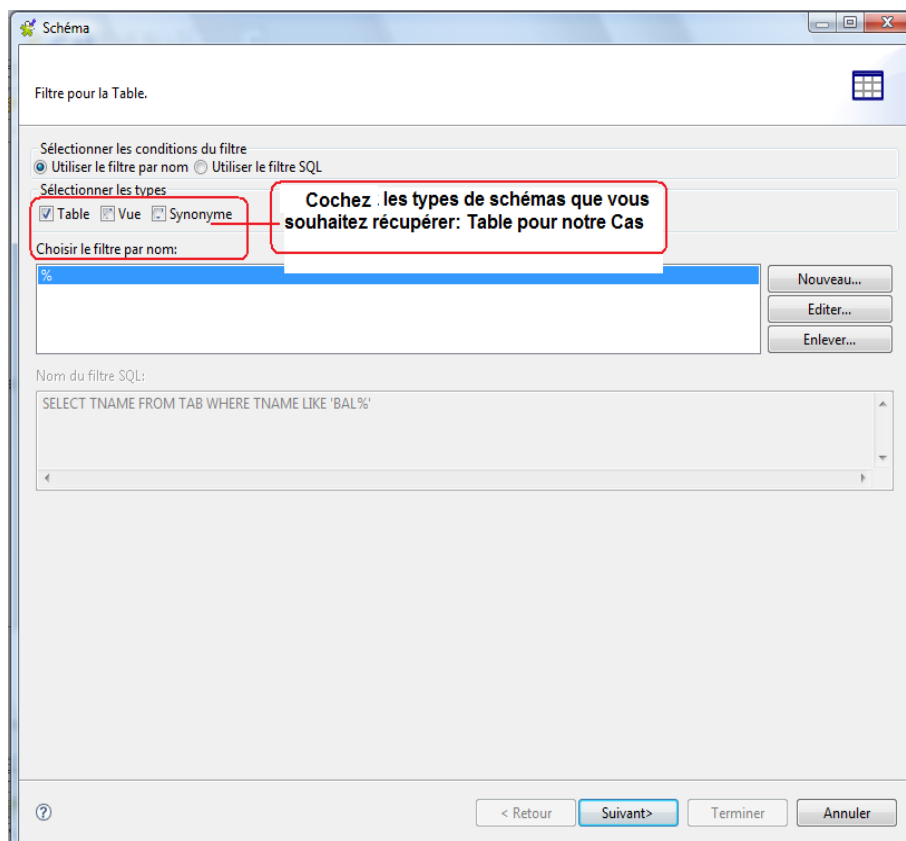 Schéma
Filtre pour la Table.
Sélectionner les conditions du filtre
Utiliser le filtre par nom Utiliser le filtre SQL
Sélectionner les types
Table Vue Synonyme
Cochez les types de schémas que vous
souhaitez récupérer: Table pour notre Cas
Choisir le filtre par nom:
%
Nouveau...
Editer...
Enlever...
Nom du filtre SQL:
SELECT TNAME FROM TAB WHERE TNAME LIKE 'BAL%'
?
< Retour Suivant> Terminer Annuler